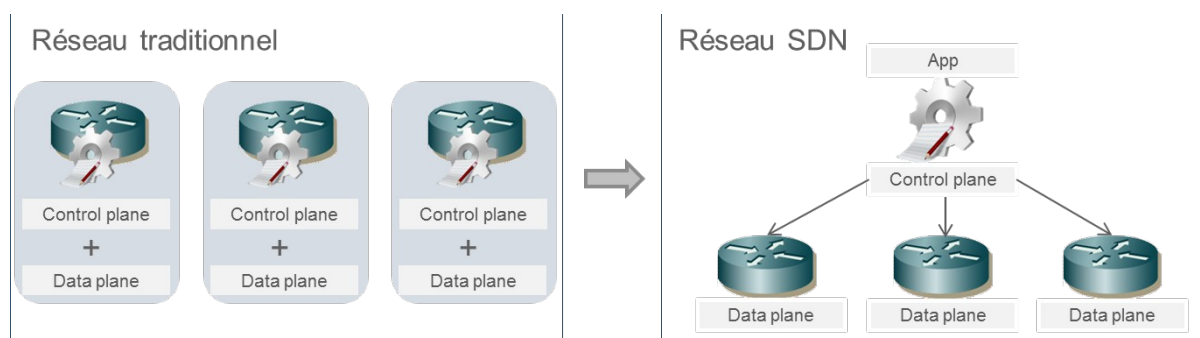 Réseau traditionnel
Control plane
+
Data plane
Control plane
+
Data plane
Control plane
+
Data plane
Réseau SDN
App
Control plane
Data plane
Data plane
Data plane